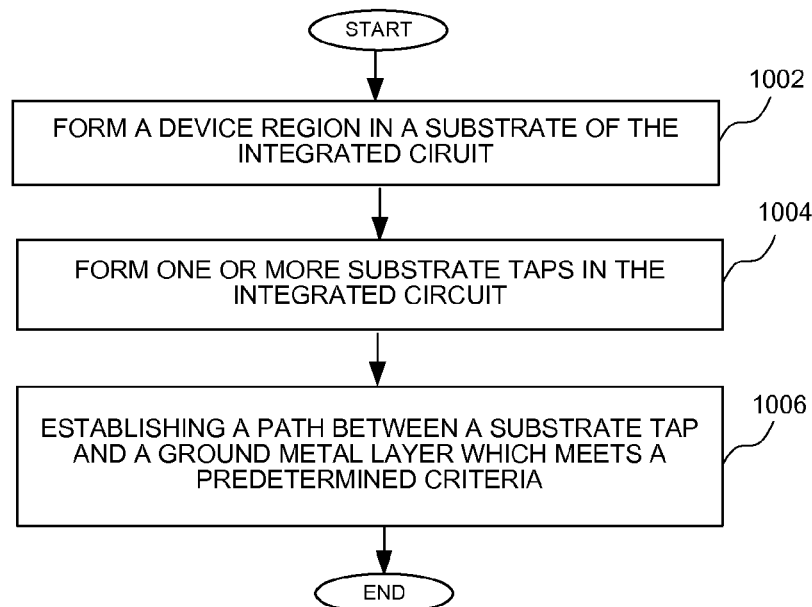 START
1002
FORM A DEVICE REGION IN A SUBSTRATE OF THE
INTEGRATED CIRUIT
1004
FORM ONE OR MORE SUBSTRATE TAPS IN THE
INTEGRATED CIRCUIT
1006
ESTABLISHING A PATH BETWEEN A SUBSTRATE TAP
AND A GROUND METAL LAYER WHICH MEETS A
PREDETERMINED CRITERIA
END